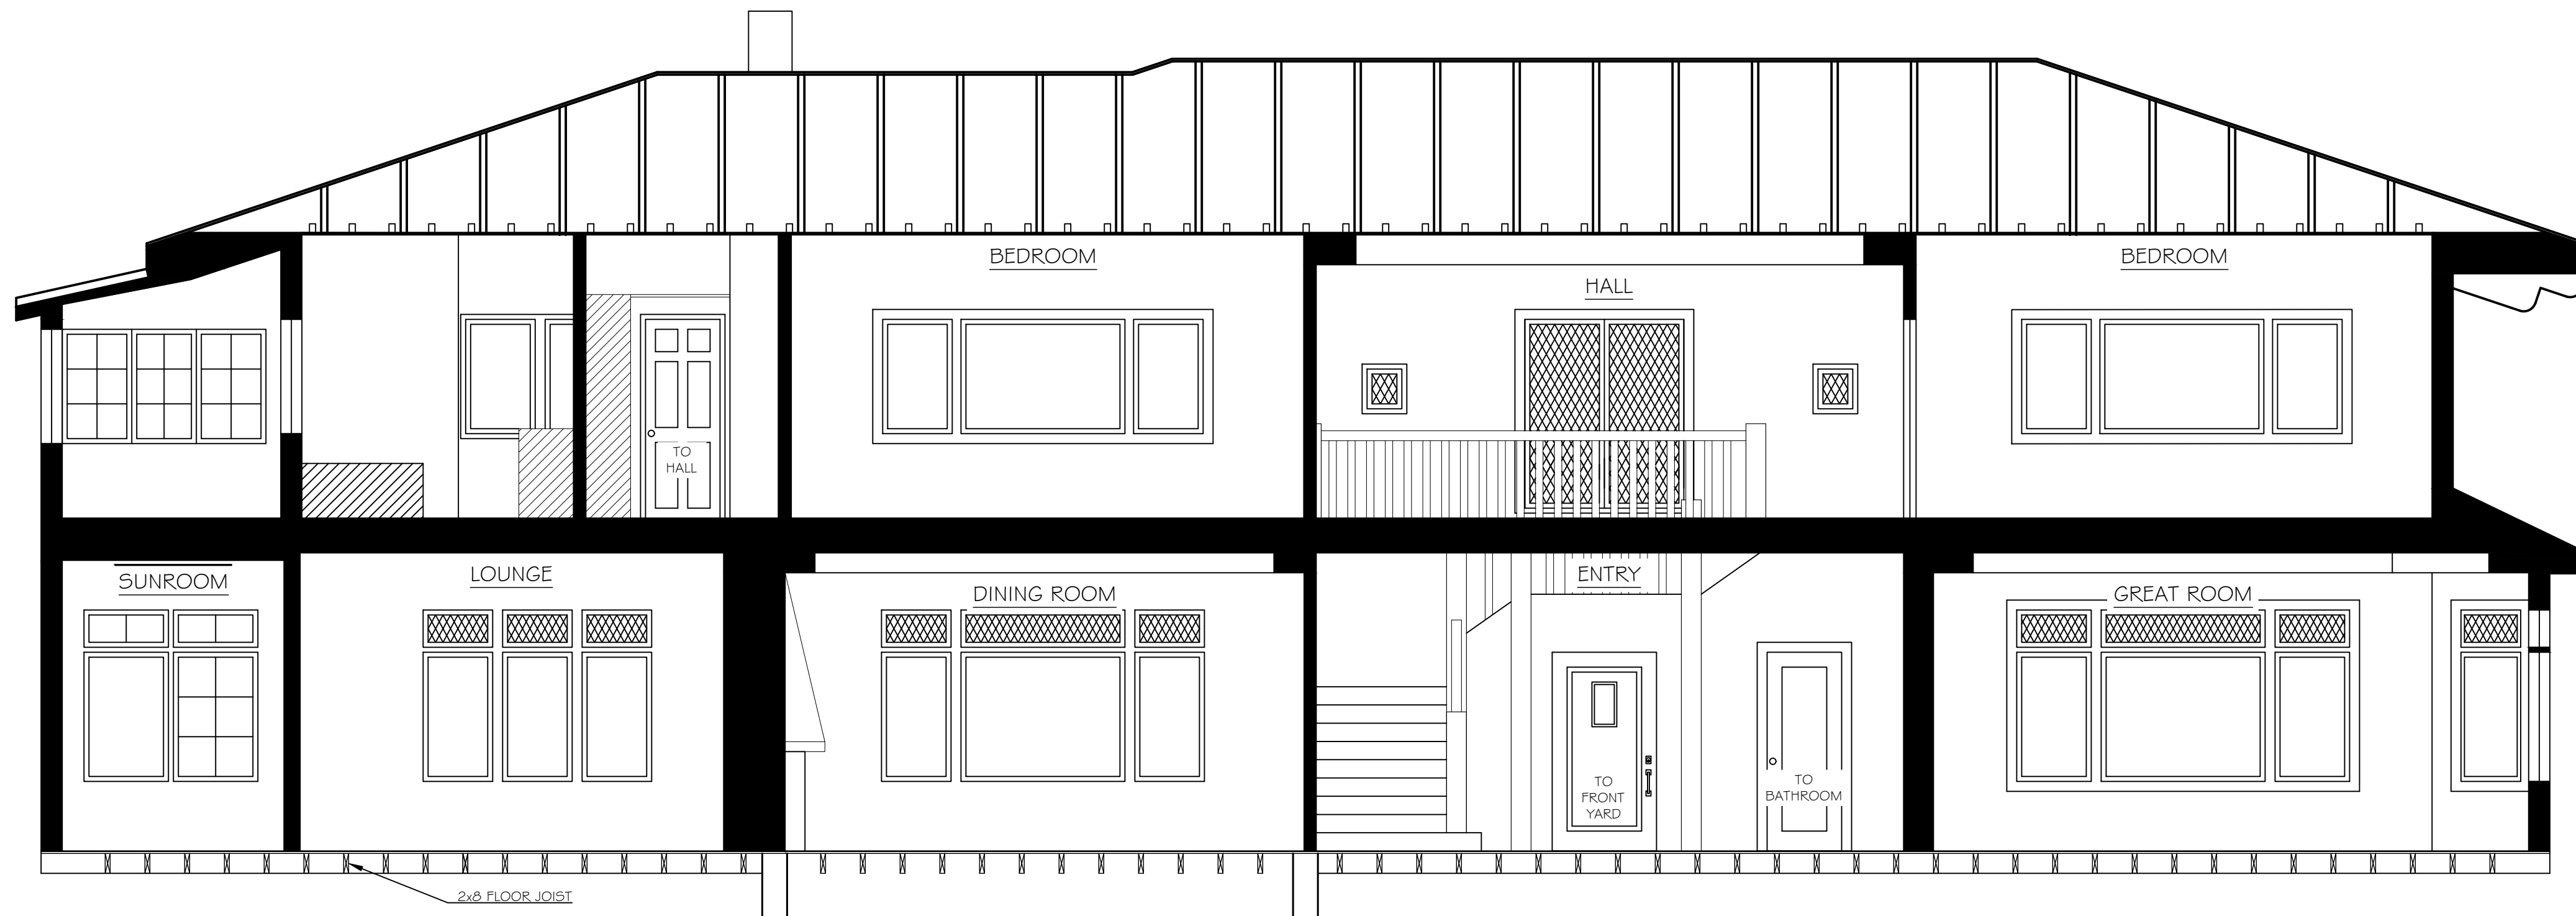 BEDROOM
HALL
BEDROOM
TO
HALL
SUNROOM
LOUNGE
DINING ROOM
ENTRY
GREAT ROOM
TO
FRONT
YARD
TO
BATHROOM
2x8 FLOOR JOIST